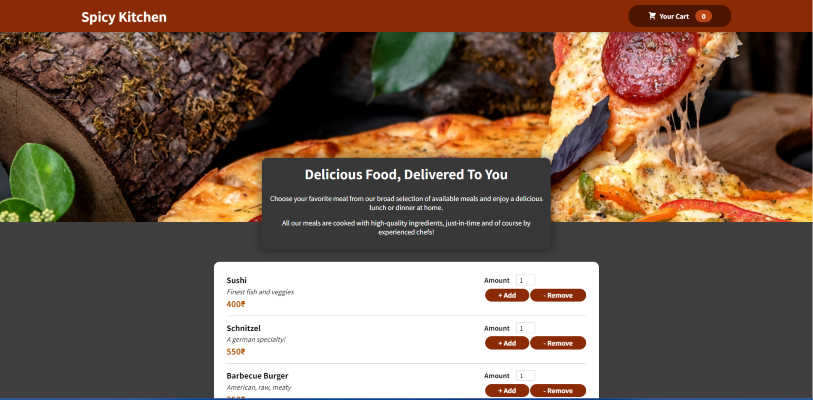 Spicy Kitchen
Your Cart 0
Delicious Food, Delivered To You
Choose your favorite meal from our broad selection of available meals and enjoy a delicious
lunch or dinner at home.
All our meals are cooked with high-quality ingredients, just-in-time and of course by
experienced chefs!
Sushi
Amount 1
Finest fish and veggies
+ Add - Remove
400₹
Schnitzel
Amount 1
A german specialty!
+ Add - Remove
550₹
Barbecue Burger
Amount 1
American, raw, meaty
+ Add - Remove